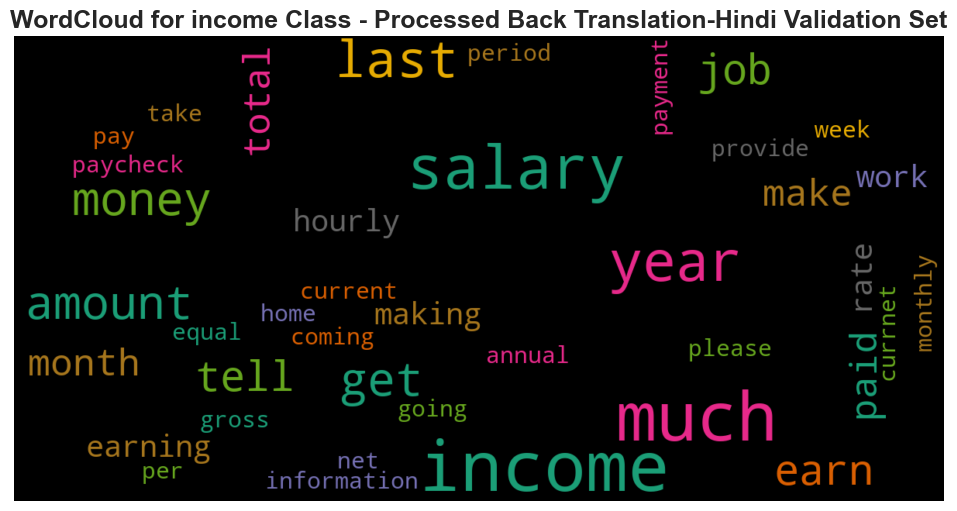 WordCloud for income Class - Processed Back Translation-Hindi Validation Set
last
period
total
payment
job
take
pay
week
provide
paycheck
salary
work
money
make
hourly
year
rate
monthly
amount
current
home
making
currnet
equal
coming
paid
month
annual
please
tell
get
going
much
gross
earning
net
income
earn
per
information